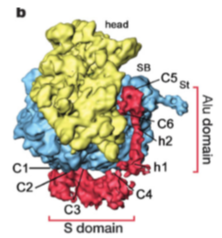 b
head
SB
C5
St
Alu domain
C6
h2
C1
h1
C2
C4
C3
S domain